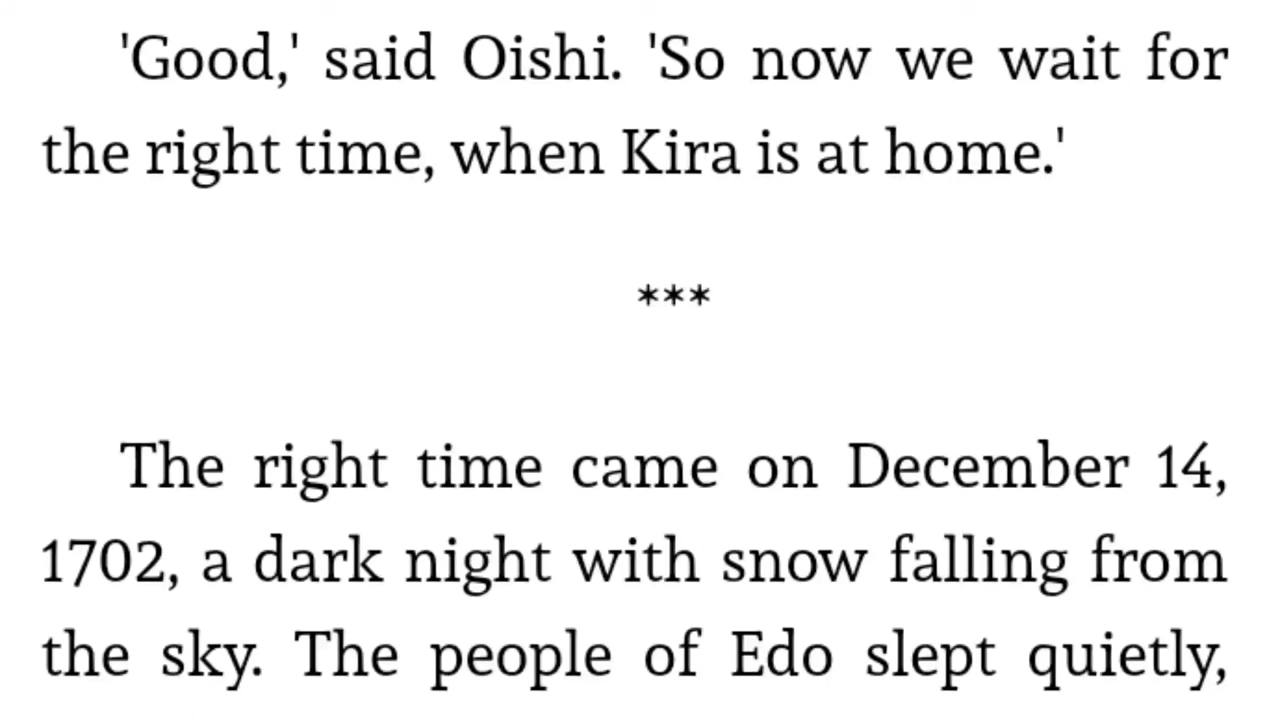 'Good,' said Oishi. 'So now we wait for
the right time, when Kira is at home.'
***
The right time came on December 14,
1702, a dark night with snow falling from
the sky. The people of Edo slept quietly,